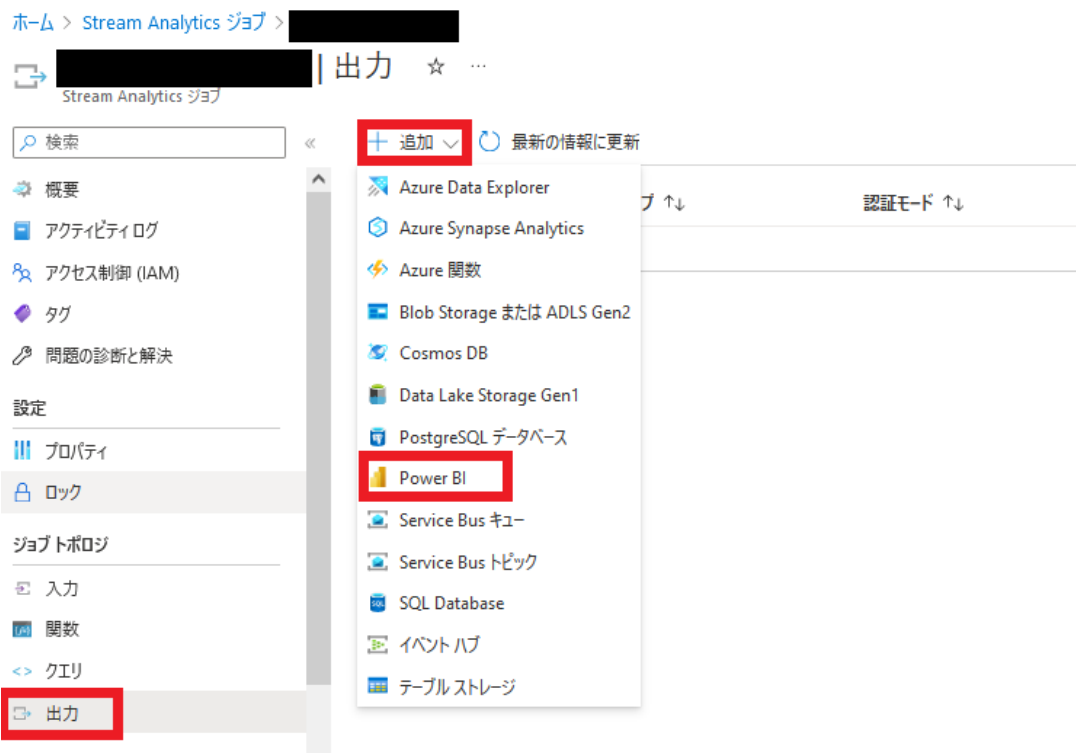 ホーム > Stream Analytics ジョブ >
| 出力 ☆ …
Stream Analytics ジョブ
検索 «
概要
アクティビティ ログ
アクセス制御 (IAM)
タグ
問題の診断と解決
設定
プロパティ
ロック
ジョブ トポロジ
入力
関数
クエリ
出力
追加 最新の情報に更新
プ ↑↓ 認証モード ↑↓
Azure Data Explorer
Azure Synapse Analytics
Azure 関数
Blob Storage または ADLS Gen2
Cosmos DB
Data Lake Storage Gen1
PostgreSQL データベース
Power BI
Service Bus キュー
Service Bus トピック
SQL Database
イベント ハブ
テーブル ストレージ